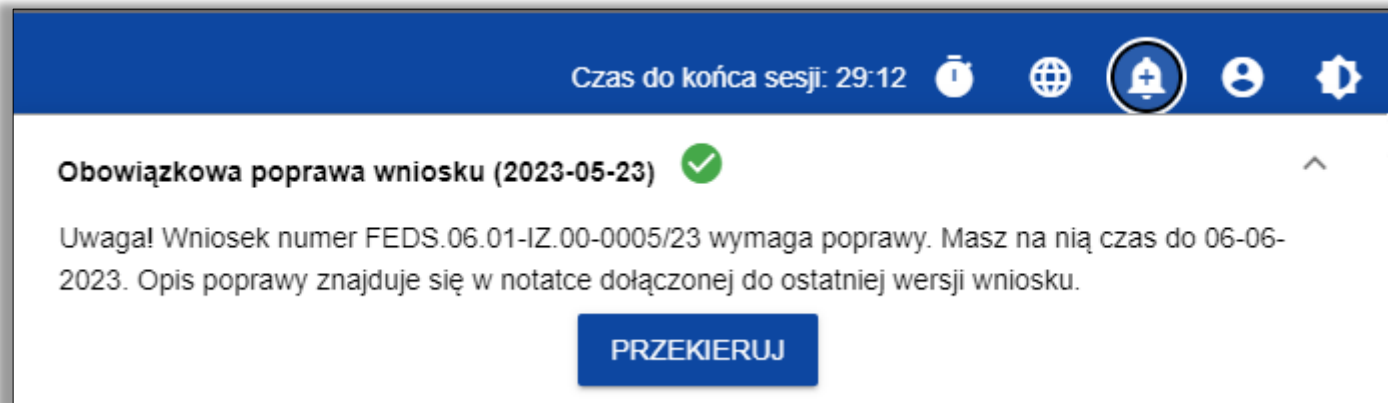 Czas do końca sesji: 29:12
Obowiązkowa poprawa wniosku (2023-05-23)
Uwaga! Wniosek numer FEDS.06.01-IZ.00-0005/23 wymaga poprawy. Masz na nią czas do 06-06-
2023. Opis poprawy znajduje się w notatce dołączonej do ostatniej wersji wniosku.
PRZEKIERUJ